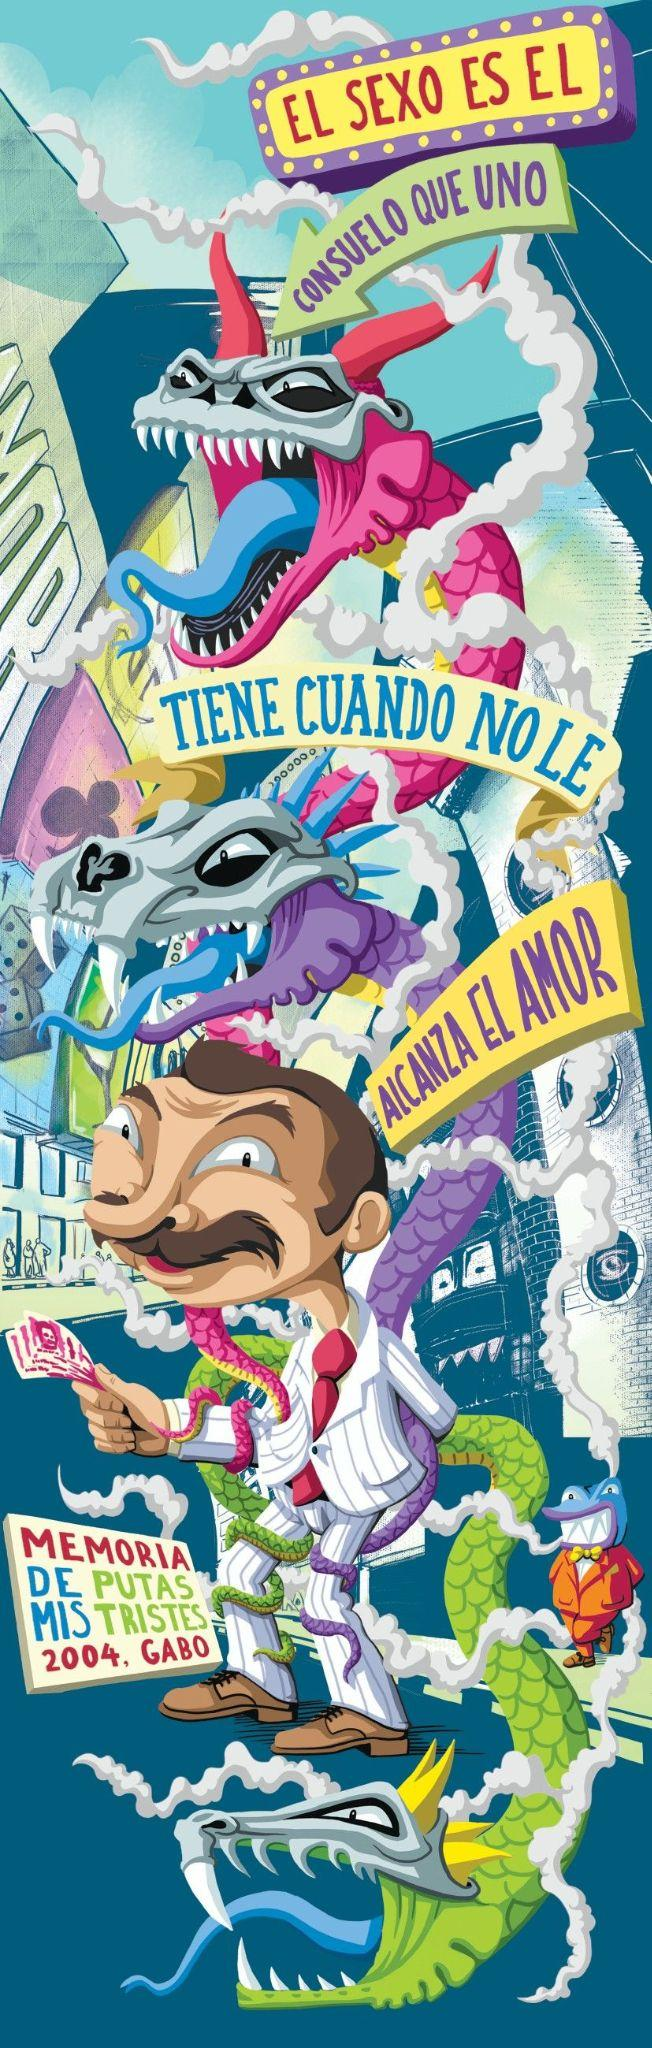 EL SEXO ES EL
CONSUELO QUE UNO
TIENE CUANDO NO LE
ALCANZA EL AMOR
MEMORIA
DE PUTAS
MIS TRISTES
2004, GABO